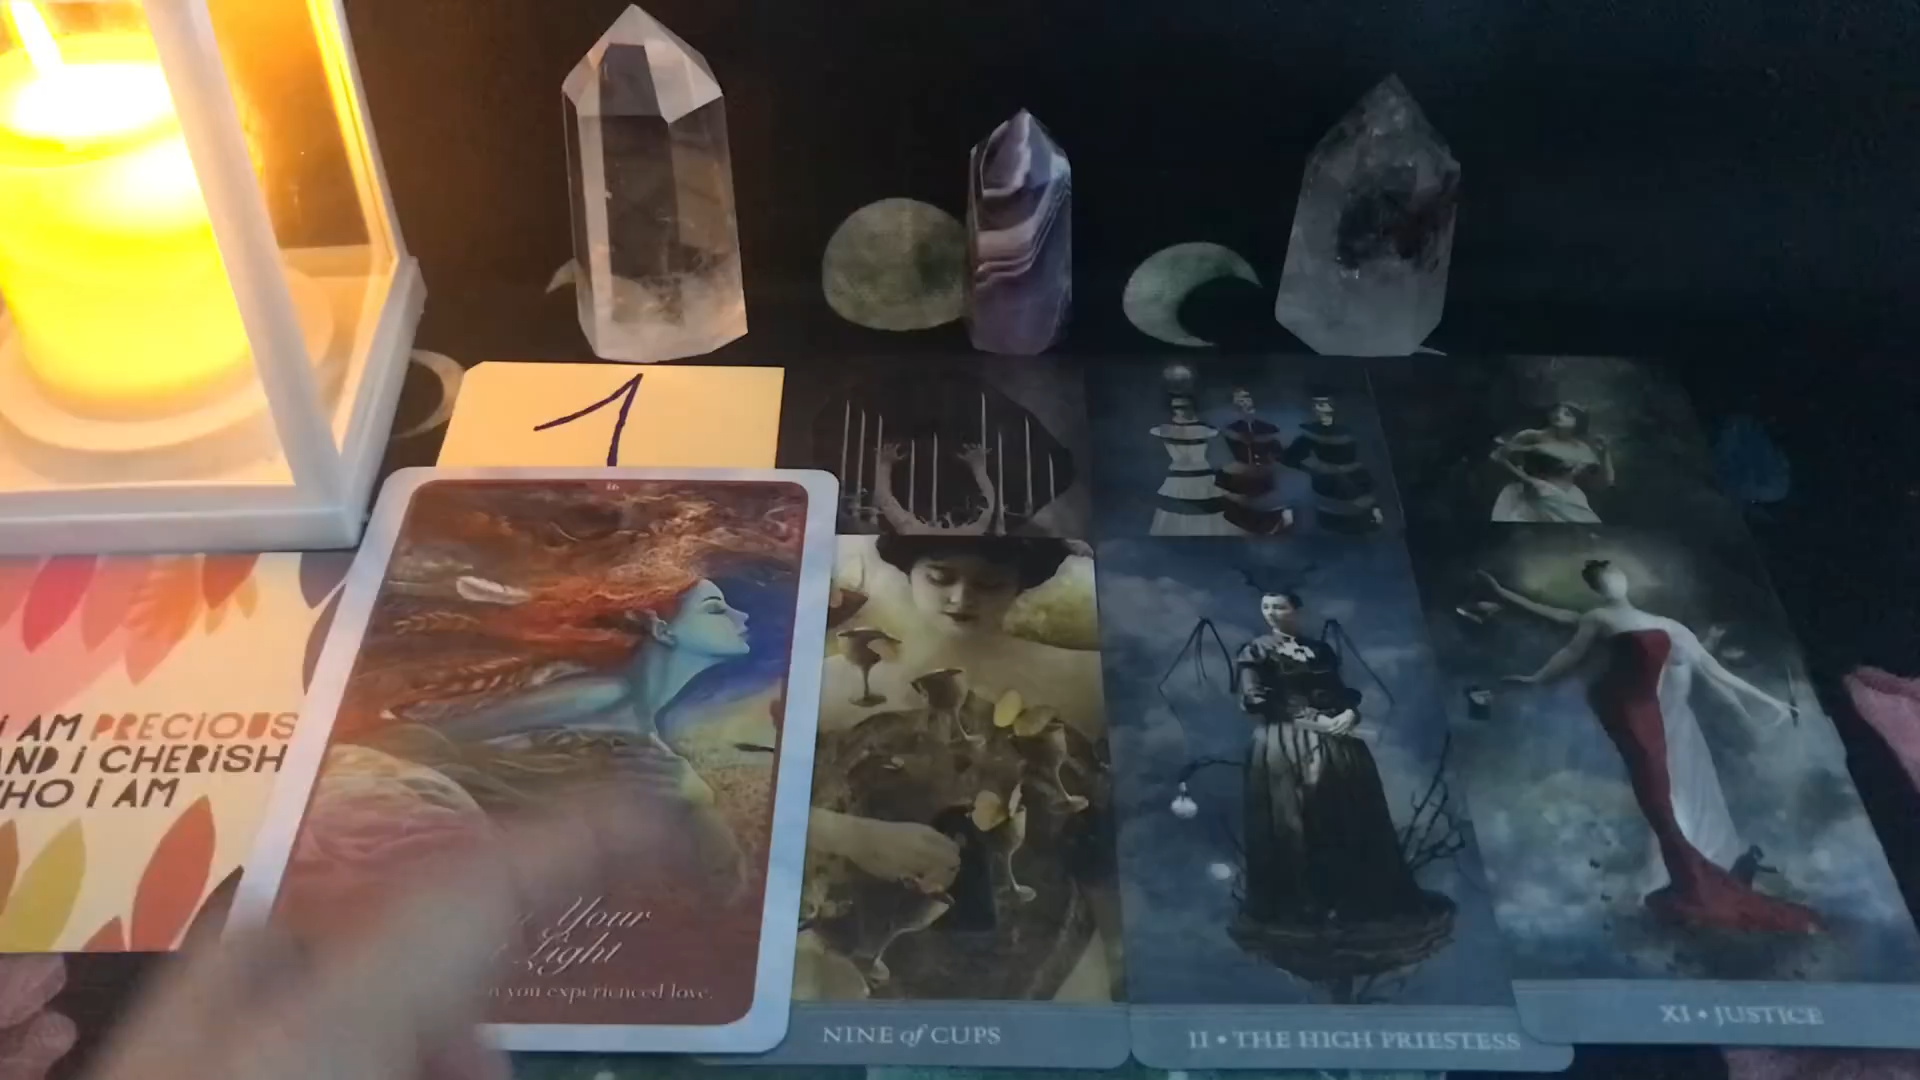 1
16
I AM PRECIOUS
AND I CHERISH
WHO I AM
Your
Light
you experienced love.
NINE of CUPS
II • THE HIGH PRIESTESS
XI • JUSTICE